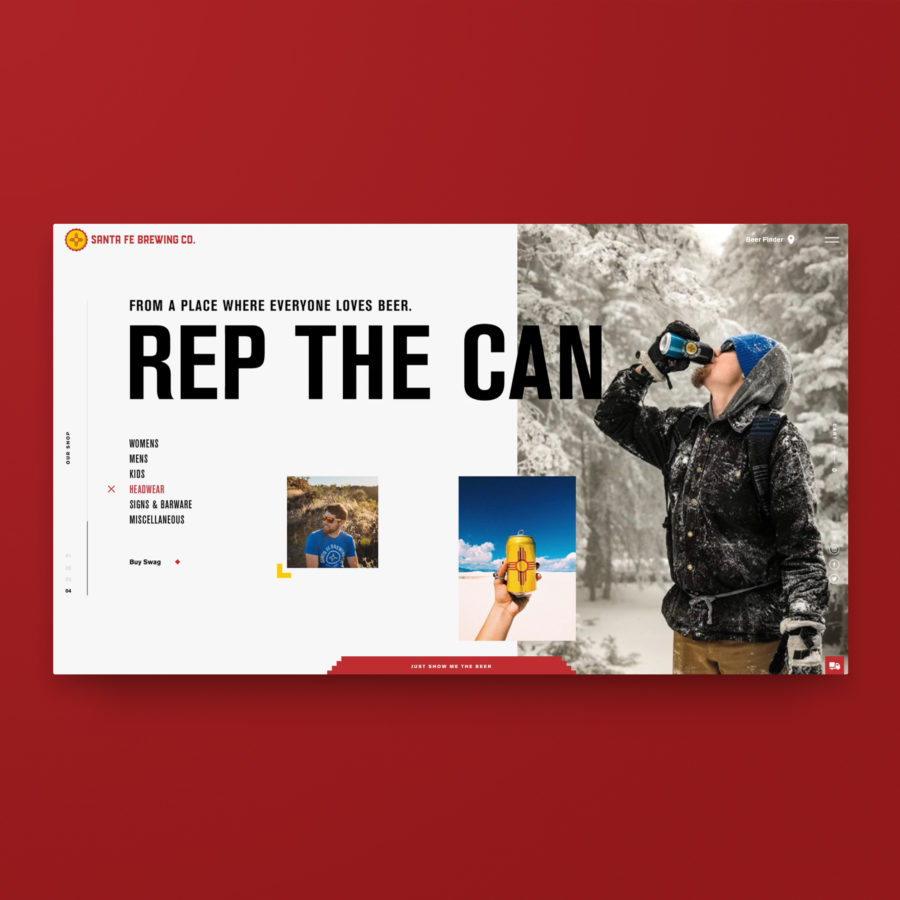 SANTA FE BREWING CO.
Beer Finder
FROM A PLACE WHERE EVERYONE LOVES BEER.
REP THE CAN
OUR SHOP
WOMENS
MENS
KIDS
HEADWEAR
SIGNS & BARWARE
MISCELLANEOUS
Buy Swag
04
JUST SHOW ME THE BEER